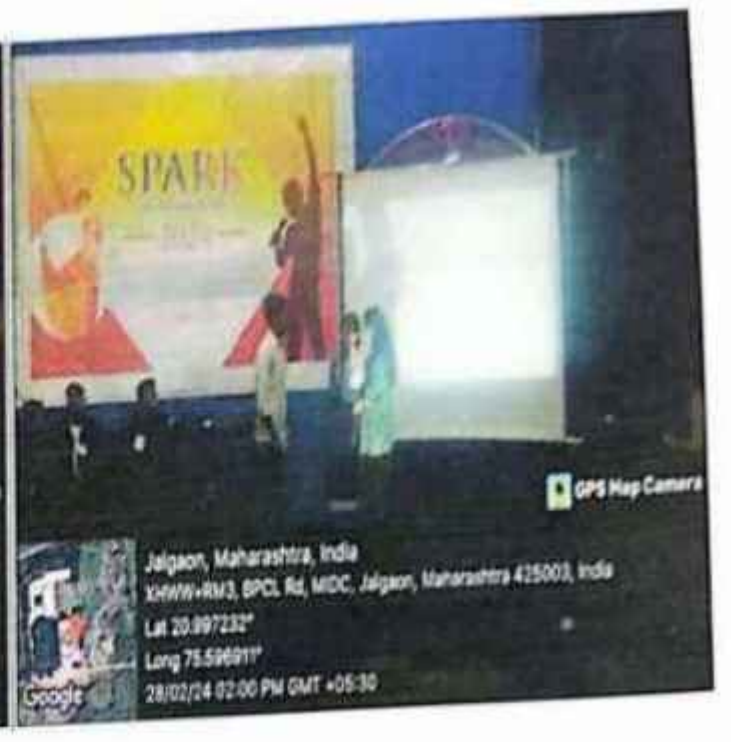 SPARK
GPS Map Camera
Jalgaon, Maharashtra, India
XHWW+RM3, BPCL Rd, MIDC, Jalgaon, Maharashtra 425003, India
Lat 20.997232°
Long 75.596911°
28/02/24 02:00 PM GMT +05:30
Google